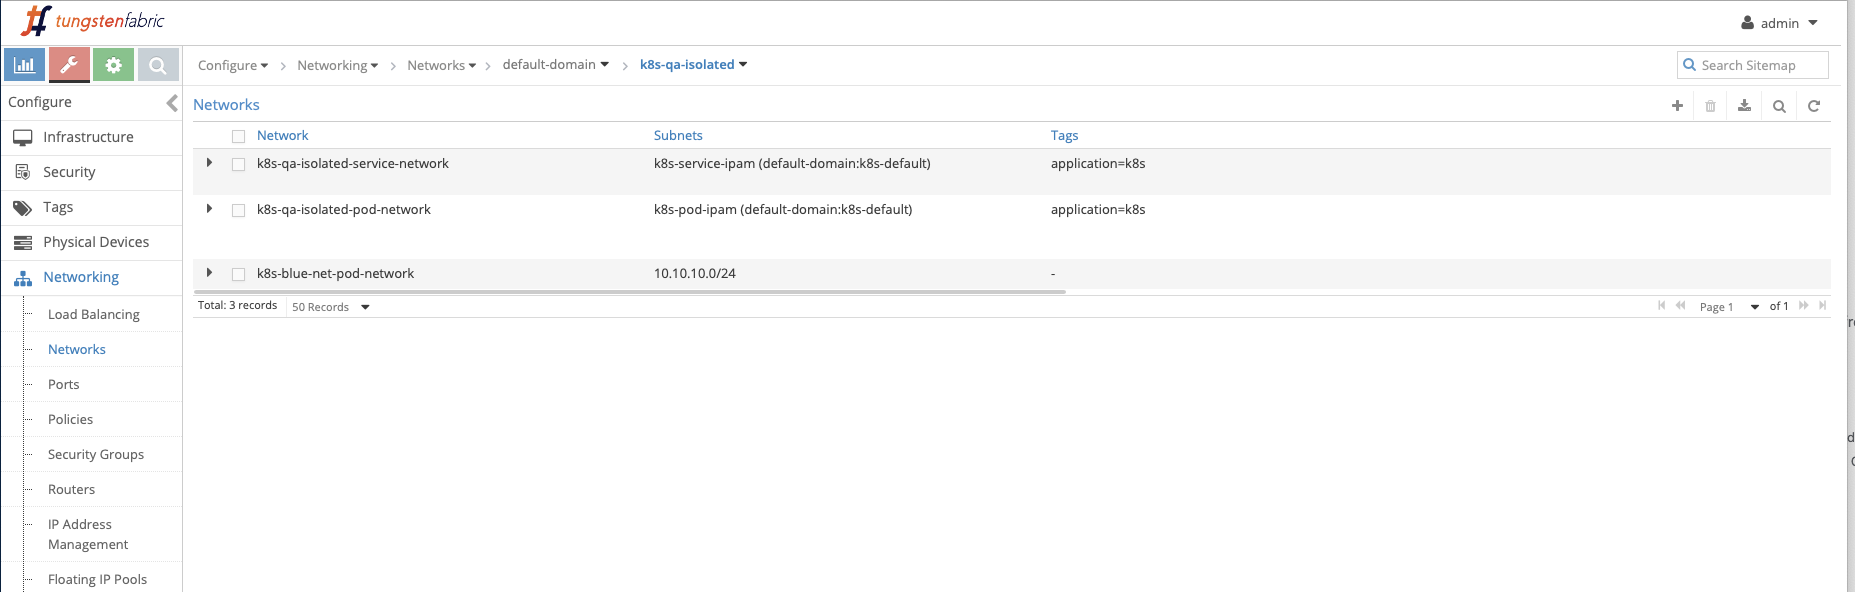 tungstenfabric
admin
Configure > Networking > Networks > default-domain > k8s-qa-isolated
Search Sitemap
Configure
Infrastructure
Security
Tags
Physical Devices
Networking
Load Balancing
Networks
Ports
Policies
Security Groups
Routers
IP Address
Management
Floating IP Pools
Networks
Network Subnets Tags
k8s-qa-isolated-service-network k8s-service-ipam (default-domain:k8s-default) application=k8s
k8s-qa-isolated-pod-network k8s-pod-ipam (default-domain:k8s-default) application=k8s
k8s-blue-net-pod-network 10.10.10.0/24 -
Total: 3 records 50 Records Page 1 of 1